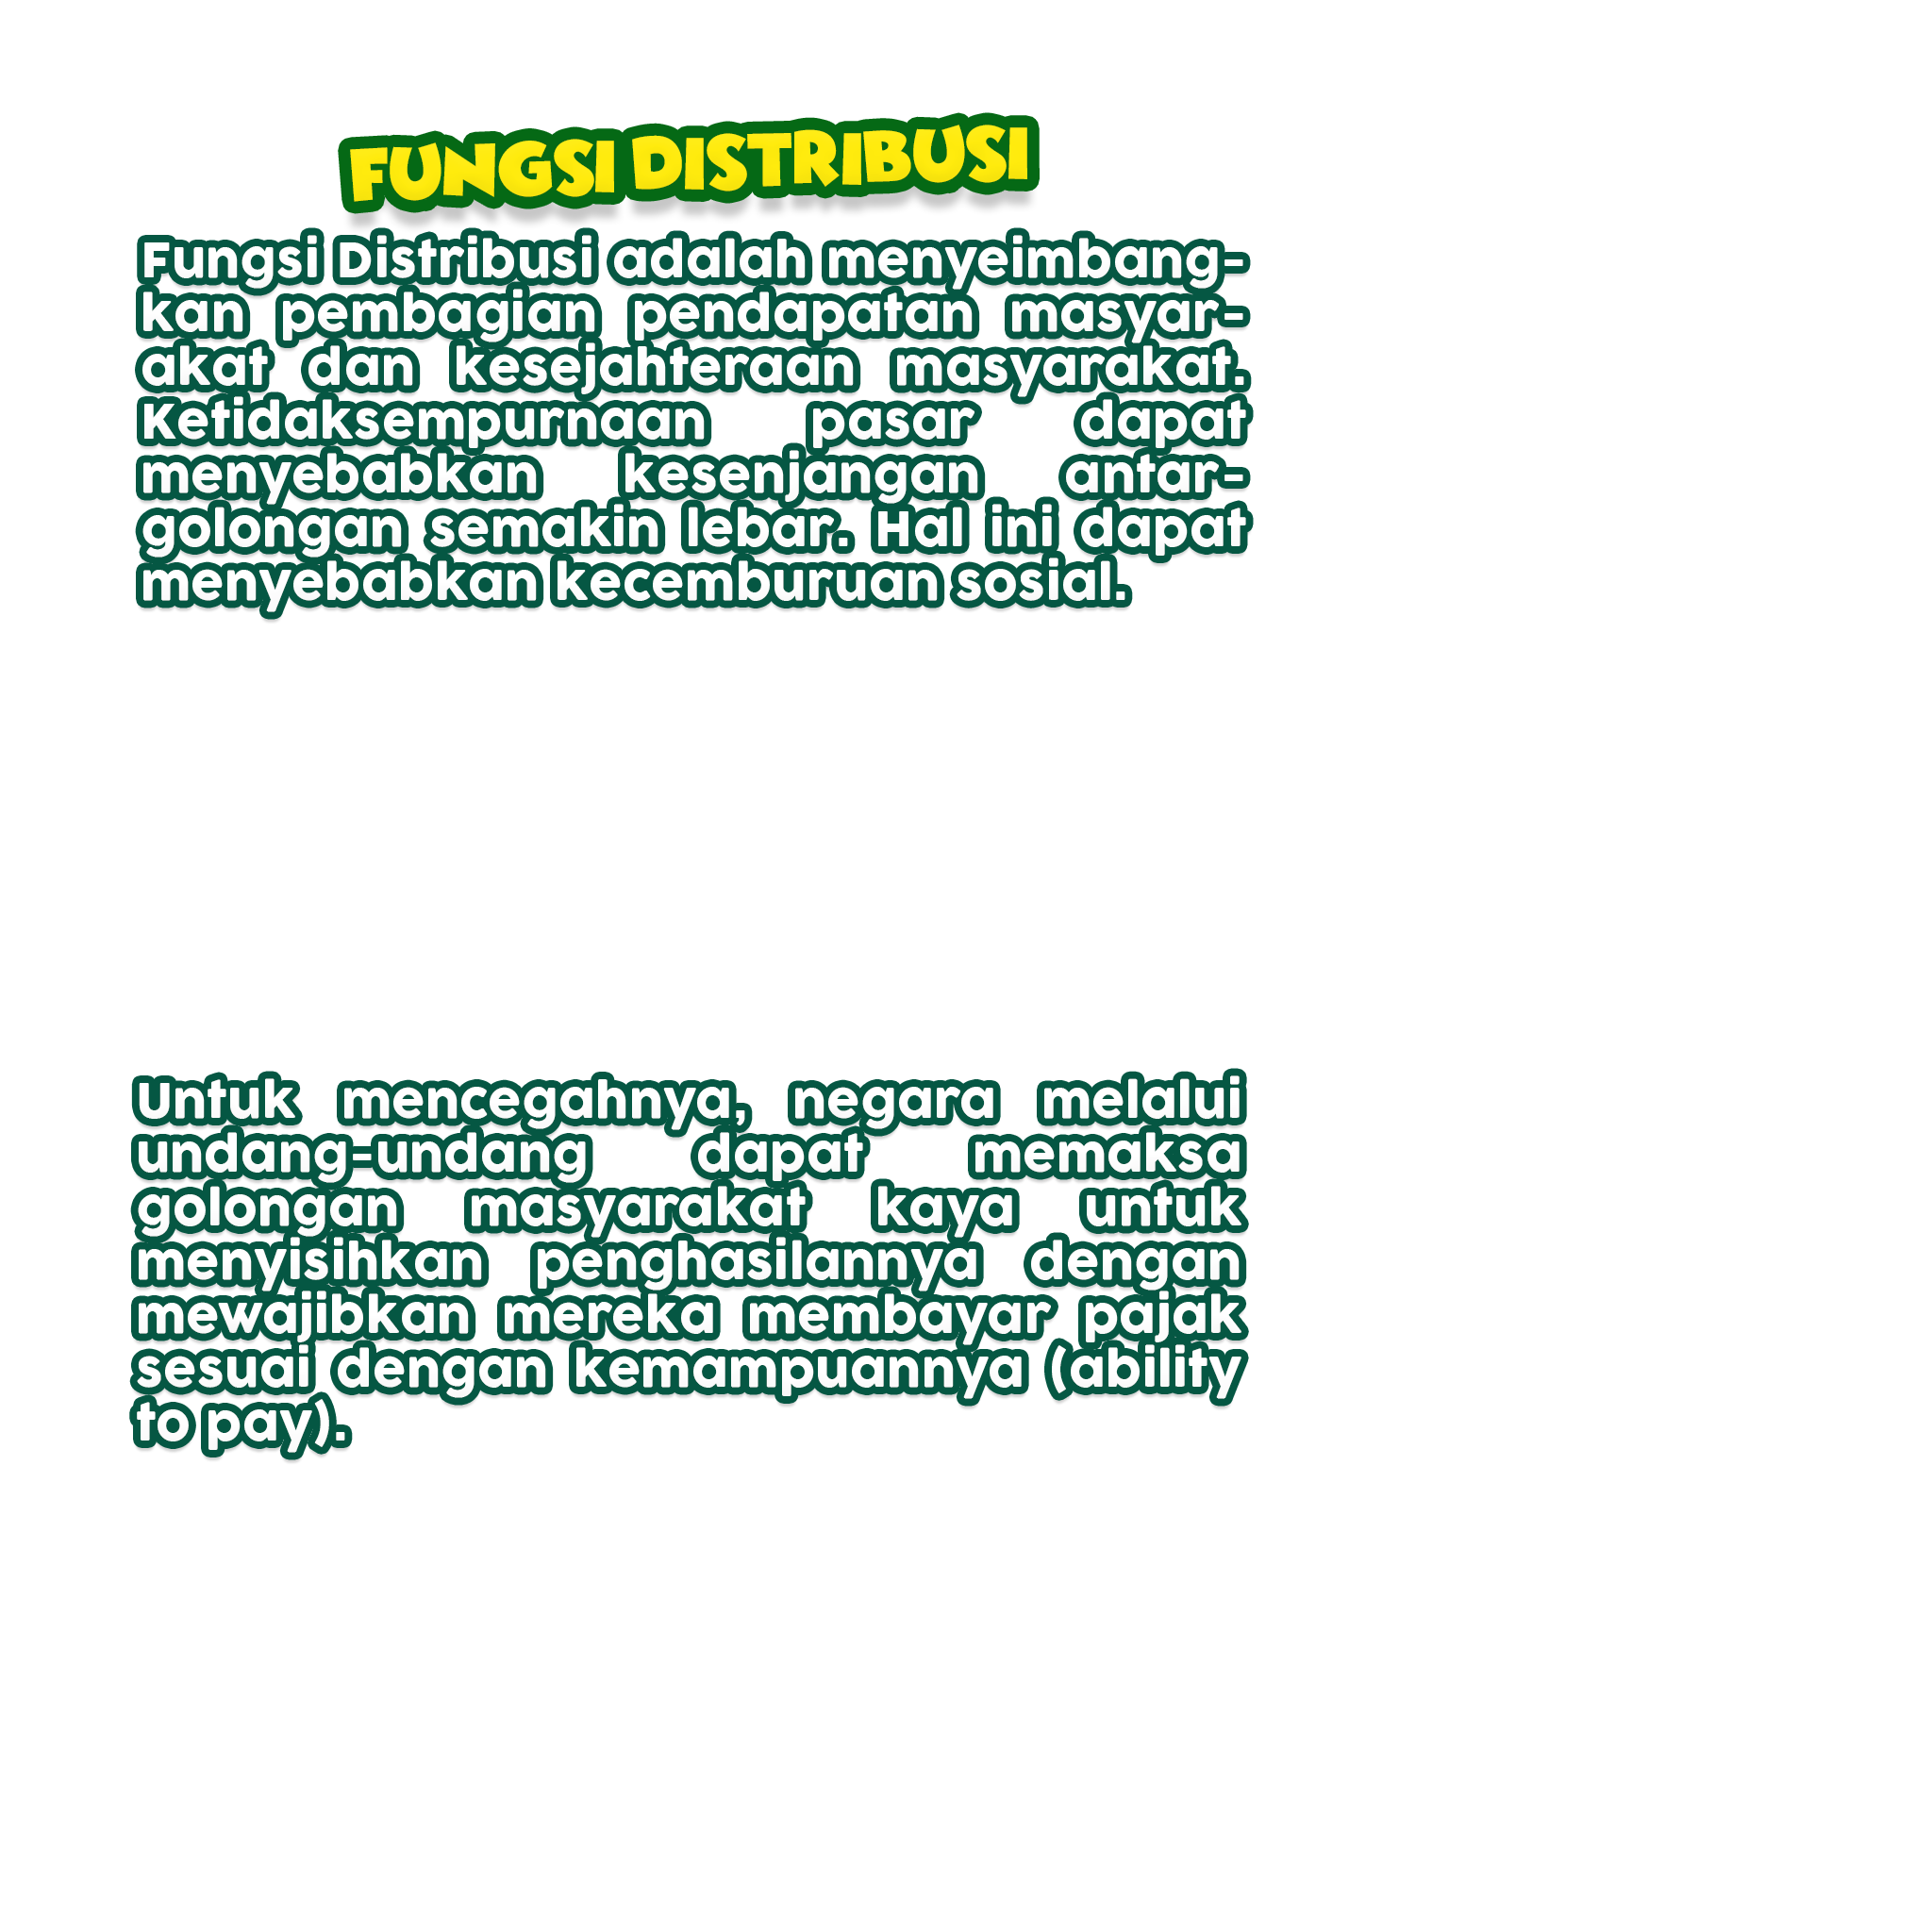 FUNGSI DISTRIBUSI
Fungsi Distribusi adalah menyeimbang-
kan pembagian pendapatan masyar-
akat dan kesejahteraan masyarakat.
Ketidaksempurnaan pasar dapat
menyebabkan kesenjangan antar-
golongan semakin lebar. Hal ini dapat
menyebabkan kecemburuan sosial.
Untuk mencegahnya, negara melalui
undang-undang dapat memaksa
golongan masyarakat kaya untuk
menyisihkan penghasilannya dengan
mewajibkan mereka membayar pajak
sesuai dengan kemampuannya (ability
to pay).